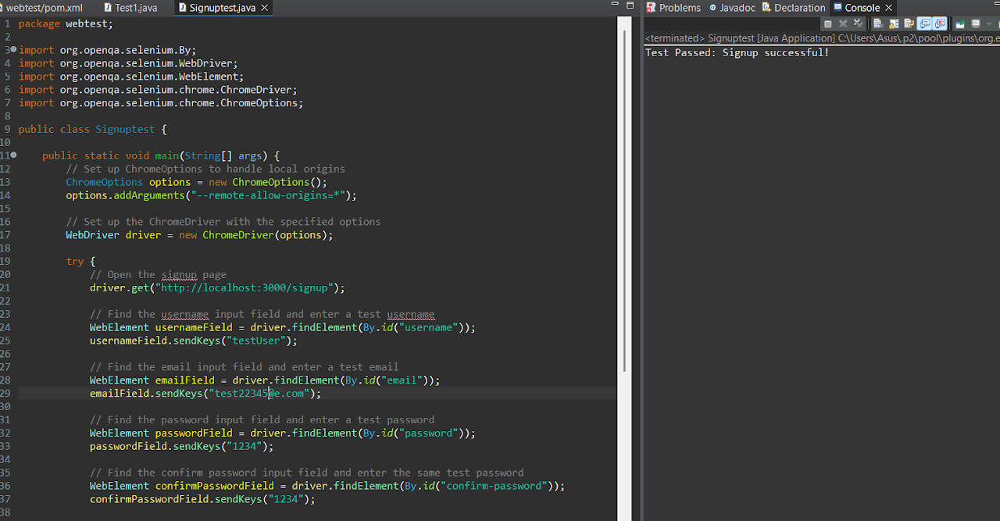 webtest/pom.xml Test1.java Signuptest.java
1 package webtest;
2
3 import org.openqa.selenium.By;
4 import org.openqa.selenium.WebDriver;
5 import org.openqa.selenium.WebElement;
6 import org.openqa.selenium.chrome.ChromeDriver;
7 import org.openqa.selenium.chrome.ChromeOptions;
8
9 public class Signuptest {
10
11 public static void main(String[] args) {
12 // Set up ChromeOptions to handle local origins
13 ChromeOptions options = new ChromeOptions();
14 options.addArguments("--remote-allow-origins=*");
15
16 // Set up the ChromeDriver with the specified options
17 WebDriver driver = new ChromeDriver(options);
18
19 try {
20 // Open the signup page
21 driver.get("http://localhost:3000/signup");
22
23 // Find the username input field and enter a test username
24 WebElement usernameField = driver.findElement(By.id("username"));
25 usernameField.sendKeys("testUser");
26
27 // Find the email input field and enter a test email
28 WebElement emailField = driver.findElement(By.id("email"));
29 emailField.sendKeys("test22345@e.com");
30
31 // Find the password input field and enter a test password
32 WebElement passwordField = driver.findElement(By.id("password"));
33 passwordField.sendKeys("1234");
34
35 // Find the confirm password input field and enter the same test password
36 WebElement confirmPasswordField = driver.findElement(By.id("confirm-password"));
37 confirmPasswordField.sendKeys("1234");
38
Problems Javadoc Declaration Console
<terminated> Signuptest [Java Application] C:\Users\Asus\.p2\pool\plugins\org.e
Test Passed: Signup successful!